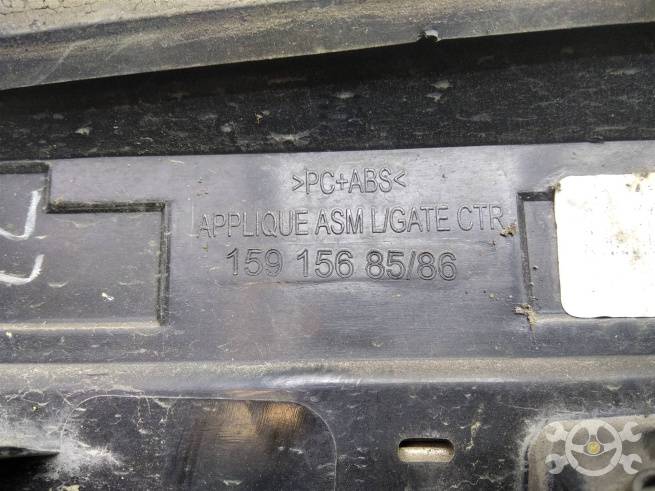 >PC+ABS<
APPLIQUE ASM L/GATE CTR
159 156 85/86